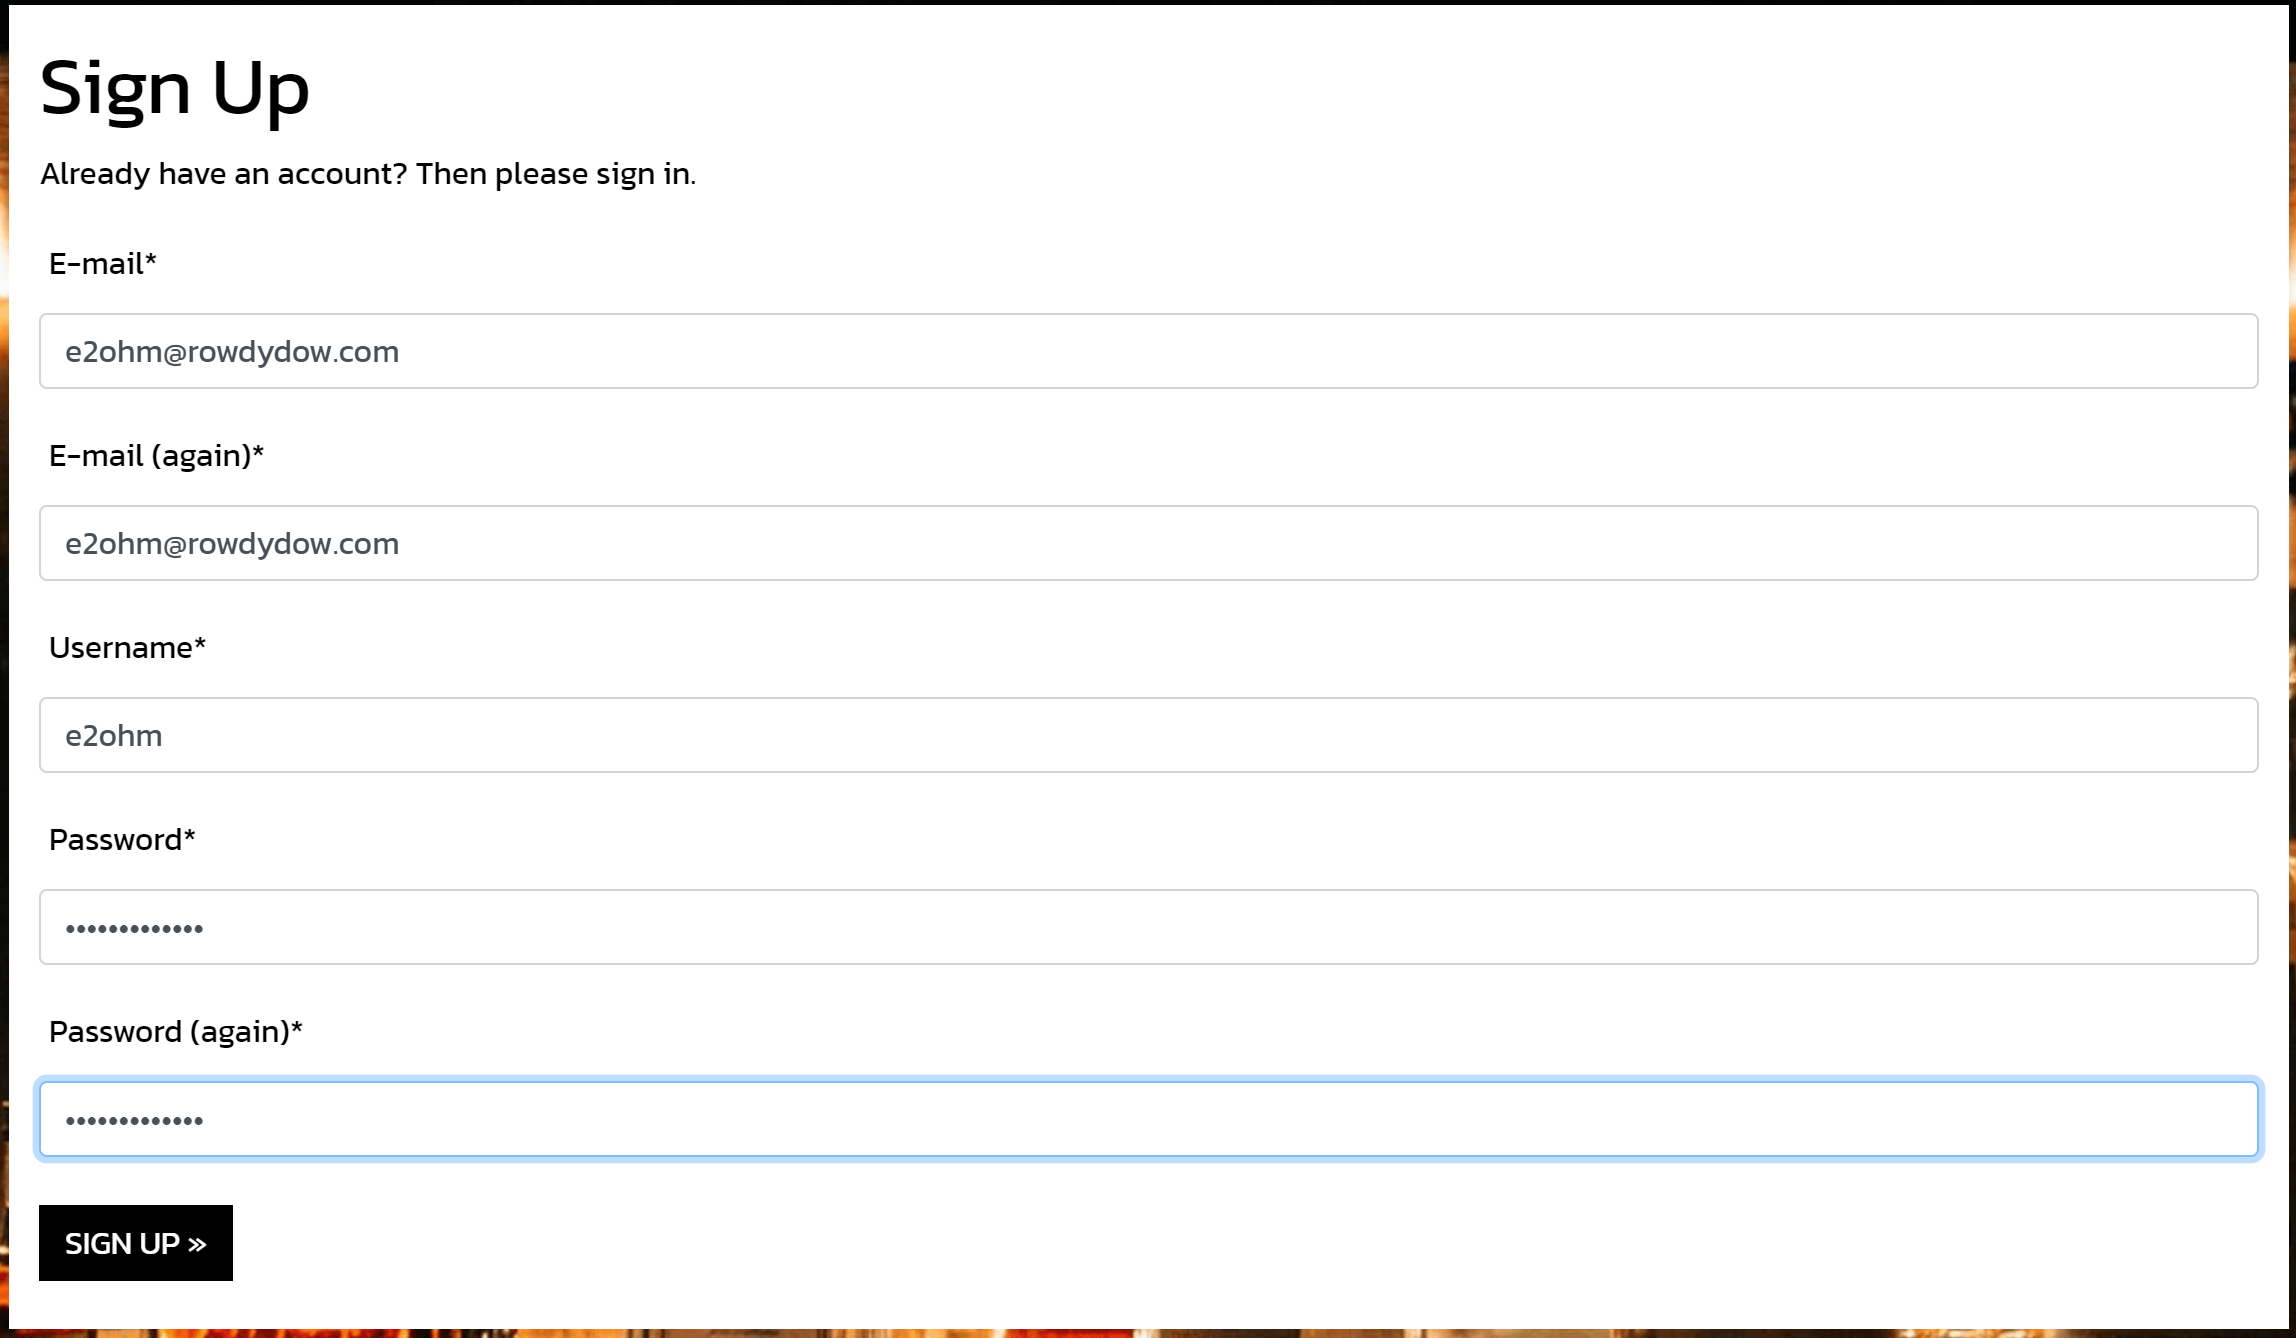 Sign Up
Already have an account? Then please sign in.
E-mail*
e2ohm@rowdydow.com
E-mail (again)*
e2ohm@rowdydow.com
Username*
e2ohm
Password*
•••••••••••••
Password (again)*
•••••••••••••
SIGN UP »